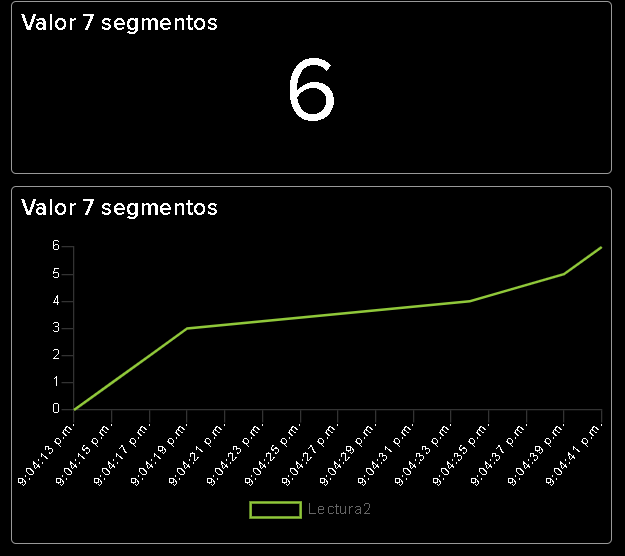 Valor 7 segmentos
6
Valor 7 segmentos
6
5
4
3
2
1
0
9:04:13 p.m.
9:04:15 p.m.
9:04:17 p.m.
9:04:19 p.m.
9:04:21 p.m.
9:04:23 p.m.
9:04:25 p.m.
9:04:27 p.m.
9:04:29 p.m.
9:04:31 p.m.
9:04:33 p.m.
9:04:35 p.m.
9:04:37 p.m.
9:04:39 p.m.
9:04:41 p.m.
Lectura2